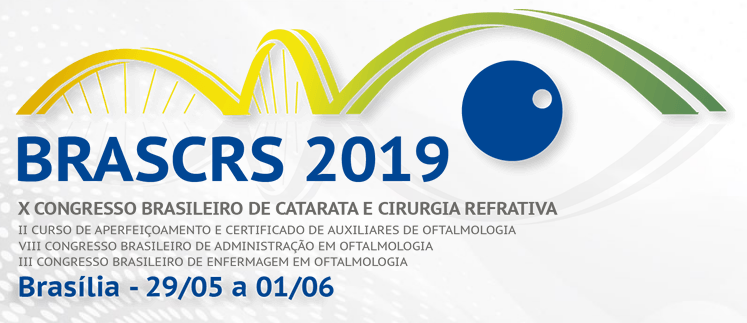 BRASCRS 2019
X CONGRESSO BRASILEIRO DE CATARATA E CIRURGIA REFRATIVA
II CURSO DE APERFEIÇOAMENTO E CERTIFICADO DE AUXILIARES DE OFTALMOLOGIA
VIII CONGRESSO BRASILEIRO DE ADMINISTRAÇÃO EM OFTALMOLOGIA
III CONGRESSO BRASILEIRO DE ENFERMAGEM EM OFTALMOLOGIA
Brasília - 29/05 a 01/06